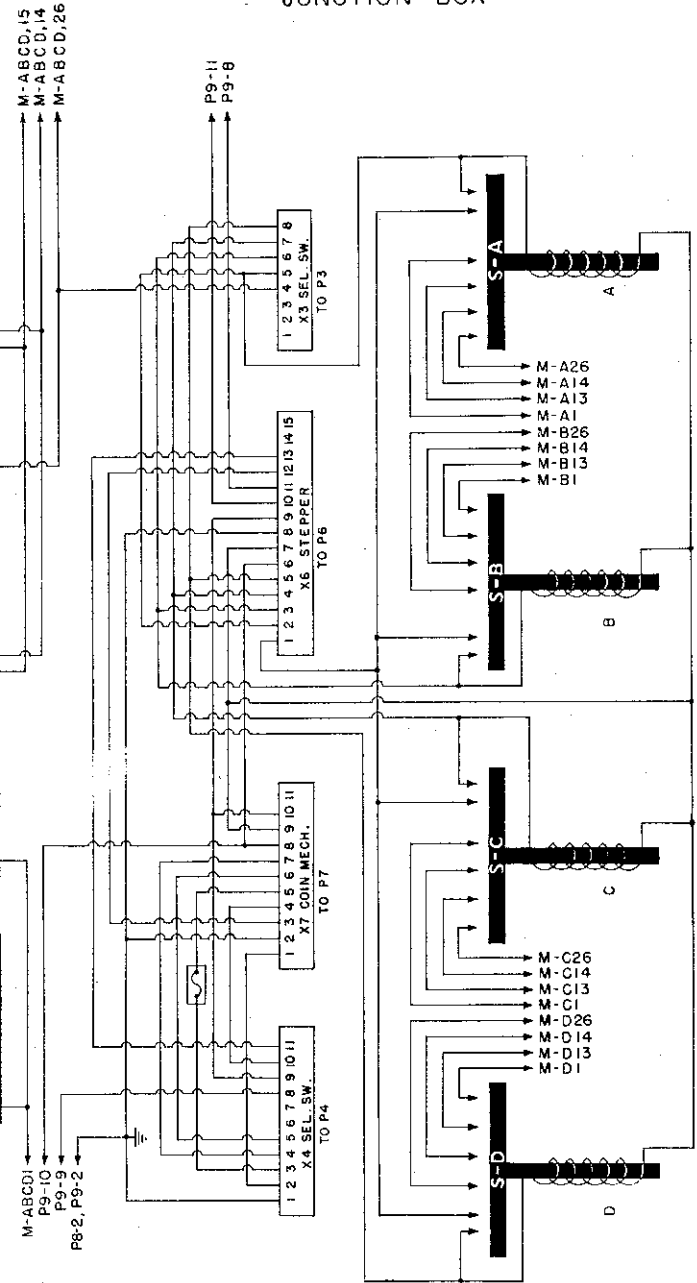 JUNCTION BOX
M-ABCD,15
M-ABCD,14
M-ABCD,26
P9-11
P9-8
1 2 3 4 5 6 7 8
X3 SEL. SW.
TO P3
1 2 3 4 5 6 7 8 9 10 11 12 13 14 15
X6 STEPPER
TO P6
1 2 3 4 5 6 7 8 9 10 11
X7 COIN MECH.
TO P7
1 2 3 4 5 6 7 8 9 10 11
X4 SEL. SW.
TO P4
M-ABCD1
P9-10
P9-9
P8-2, P9-2
S-A
A
M-A26
M-A14
M-A13
M-A1
M-B26
M-B14
M-B13
M-B1
S-B
B
S-C
C
M-C26
M-C14
M-C13
M-C1
M-D26
M-D14
M-D13
M-D1
S-D
D